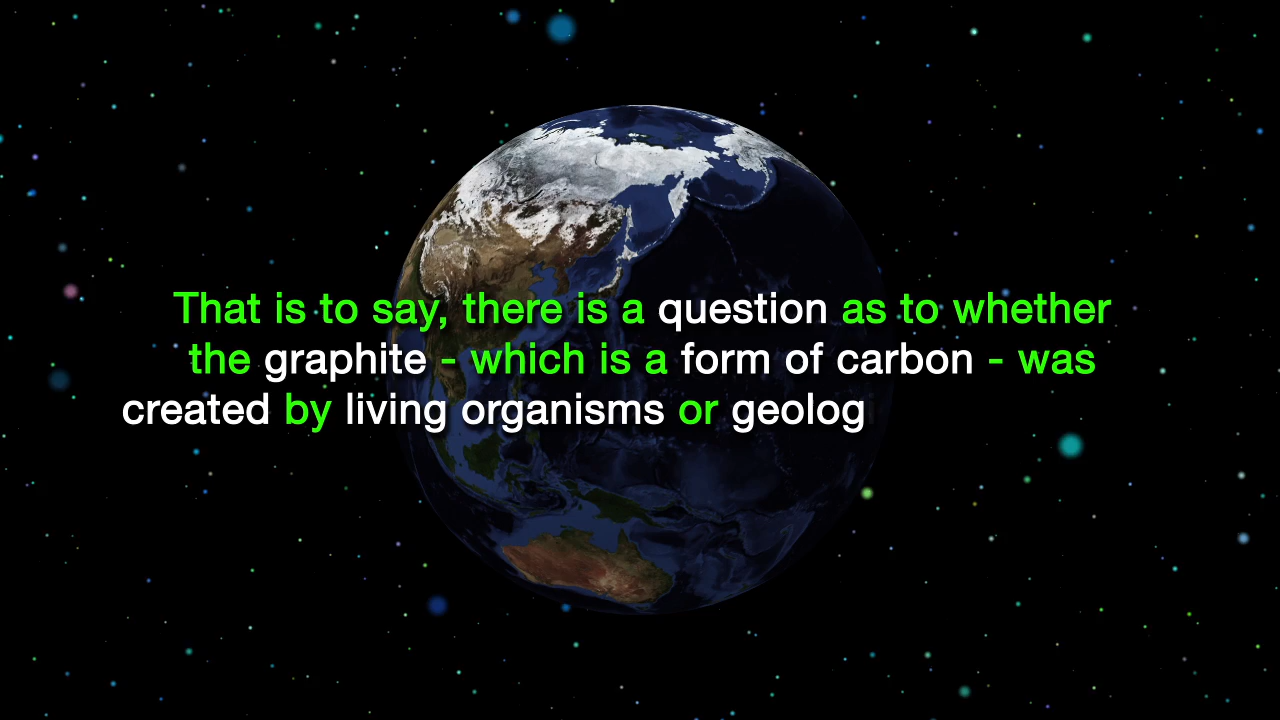 That is to say, there is a question as to whether
the graphite - which is a form of carbon - was
created by living organisms or geolog